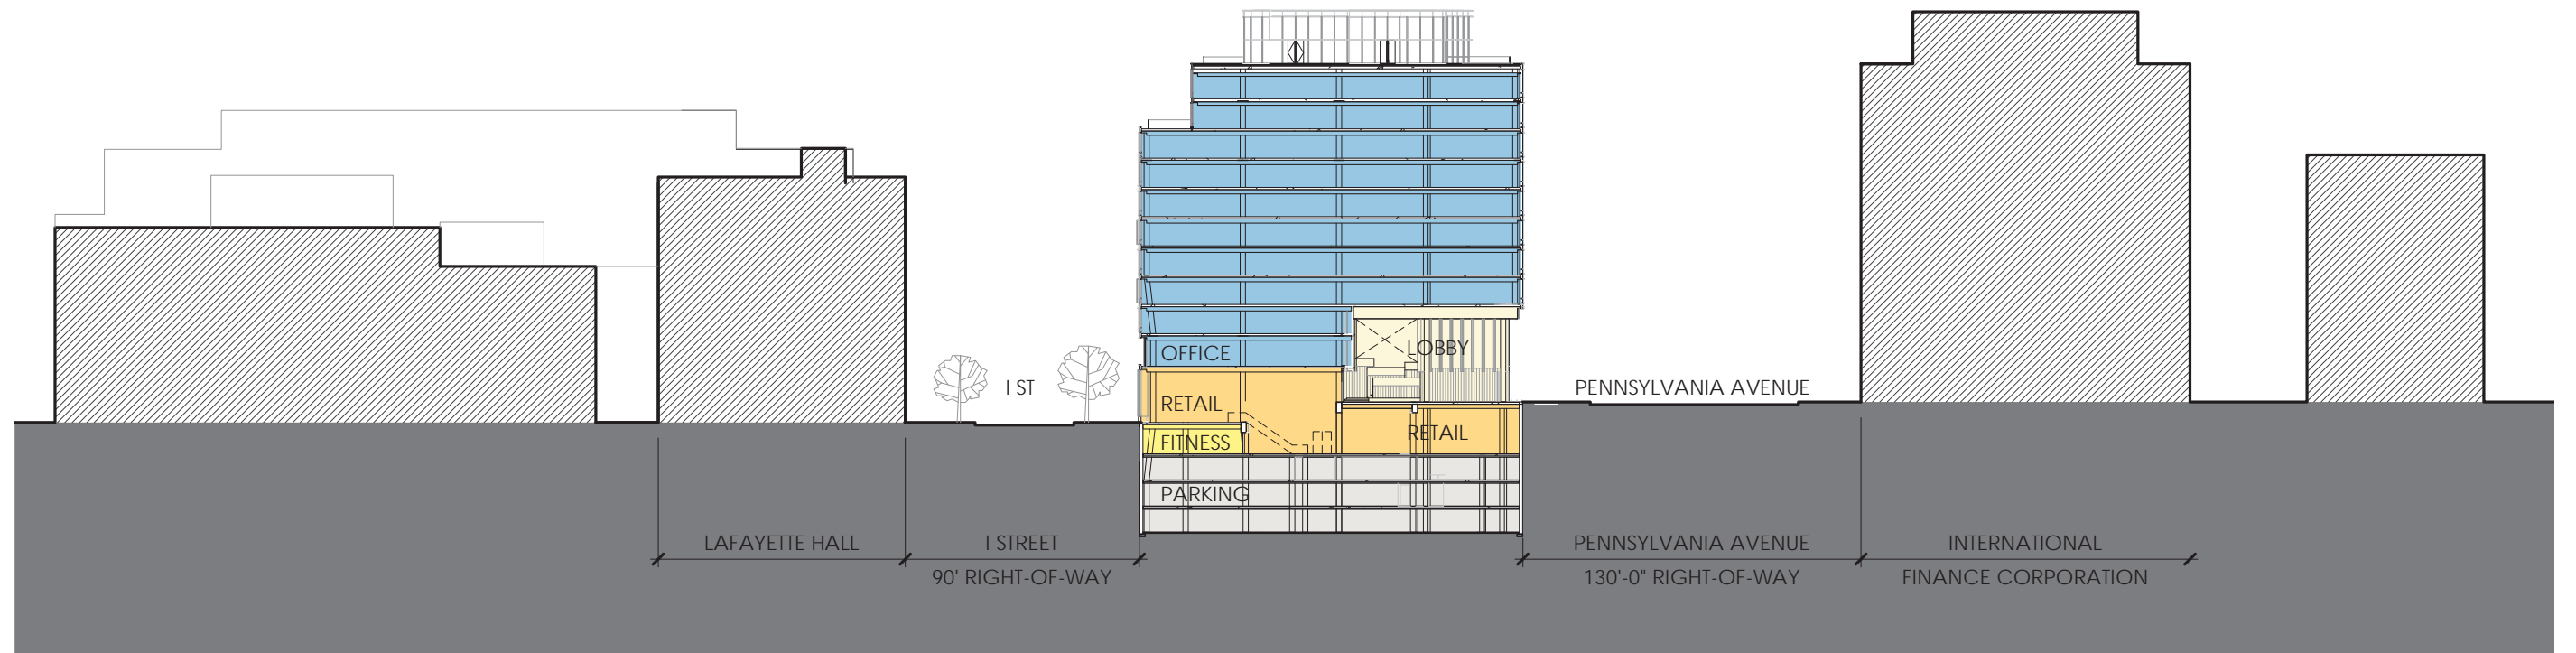 OFFICE
LOBBY
I ST
RETAIL
PENNSYLVANIA AVENUE
FITNESS
RETAIL
PARKING
LAFAYETTE HALL
I STREET
90' RIGHT-OF-WAY
PENNSYLVANIA AVENUE
130'-0" RIGHT-OF-WAY
INTERNATIONAL
FINANCE CORPORATION